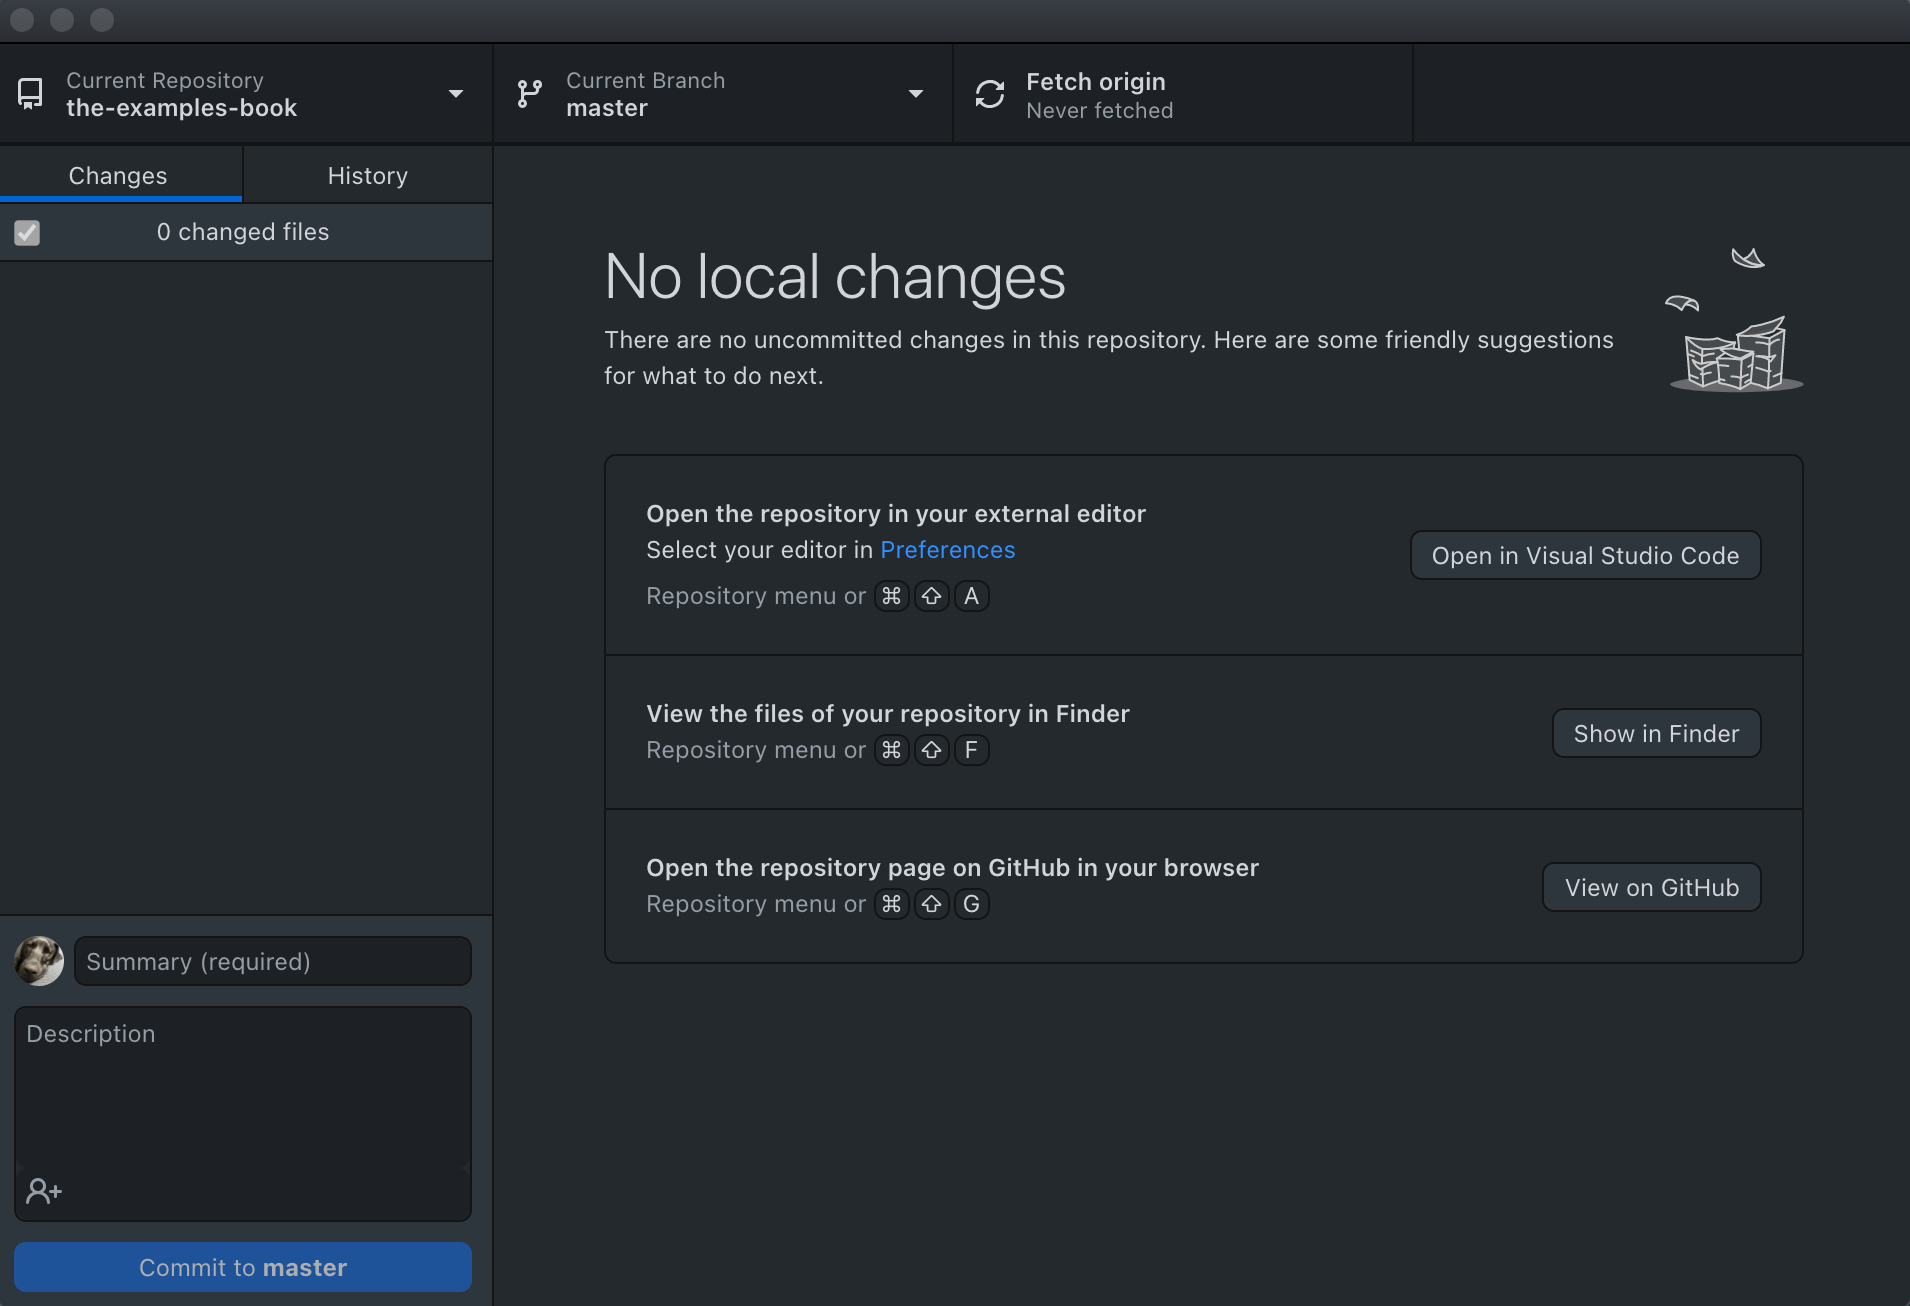 Current Repository
the-examples-book
Current Branch
master
Fetch origin
Never fetched
Changes
History
0 changed files
No local changes
There are no uncommitted changes in this repository. Here are some friendly suggestions
for what to do next.
Open the repository in your external editor
Select your editor in Preferences
Repository menu or ⌘ ⇧ A
Open in Visual Studio Code
View the files of your repository in Finder
Repository menu or ⌘ ⇧ F
Show in Finder
Open the repository page on GitHub in your browser
Repository menu or ⌘ ⇧ G
View on GitHub
Summary (required)
Description
Commit to master